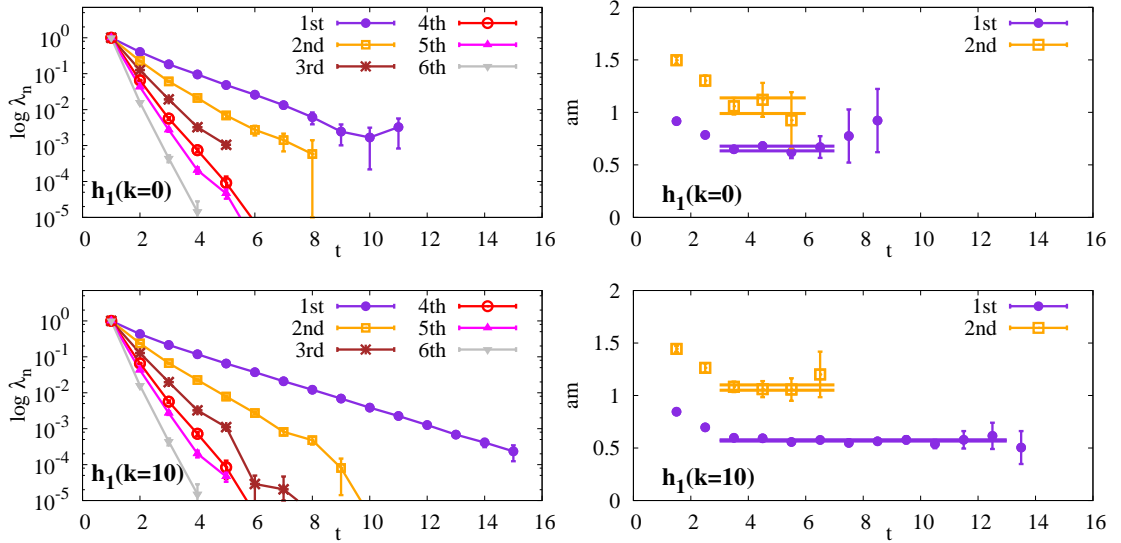 log λn
10^0
10^-1
10^-2
10^-3
10^-4
10^-5
1st
2nd
3rd
4th
5th
6th
h1(k=0)
0 2 4 6 8 10 12 14 16
t
am
2
1.5
1
0.5
0
1st
2nd
h1(k=0)
0 2 4 6 8 10 12 14 16
t
log λn
10^0
10^-1
10^-2
10^-3
10^-4
10^-5
1st
2nd
3rd
4th
5th
6th
h1(k=10)
0 2 4 6 8 10 12 14 16
t
am
2
1.5
1
0.5
0
1st
2nd
h1(k=10)
0 2 4 6 8 10 12 14 16
t